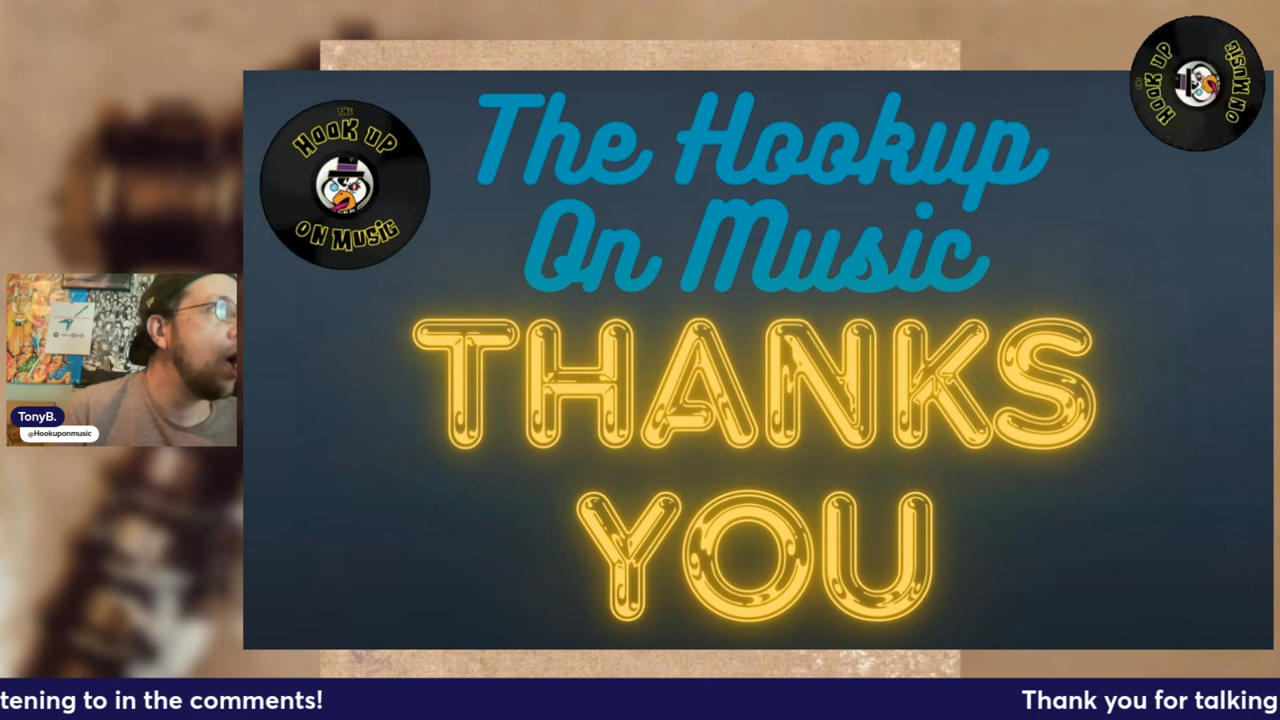 The Hookup
On Music
THANKS
YOU
THE
HOOK UP
ON MUSiC
THE
HOOK UP
ON MUSiC
TonyB.
@Hookuponmusic
tening to in the comments!
Thank you for talking